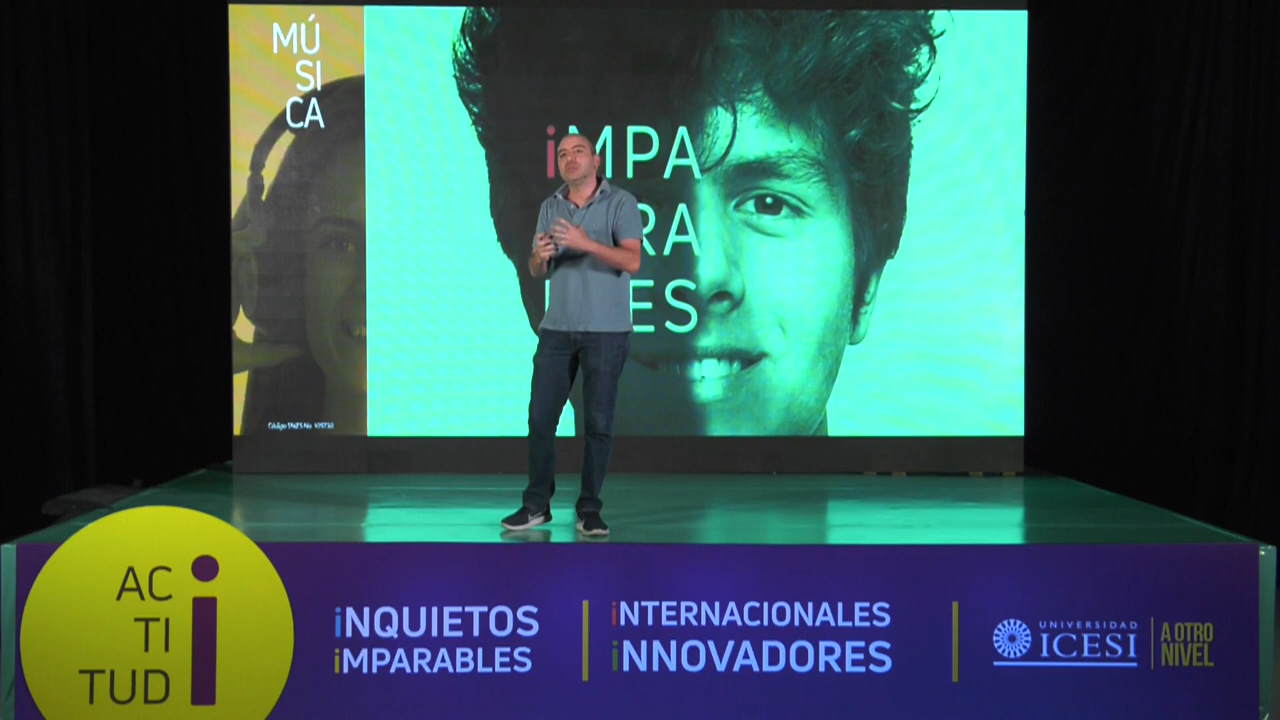 MÚ
SI
CA
iMPA
RA
ES
AC
TI
TUD
i
iNQUIETOS
iMPARABLES
iNTERNACIONALES
iNNOVADORES
UNIVERSIDAD
ICESI
A OTRO
NIVEL